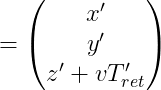 = ( x′
y′
z′ + vT′ret )